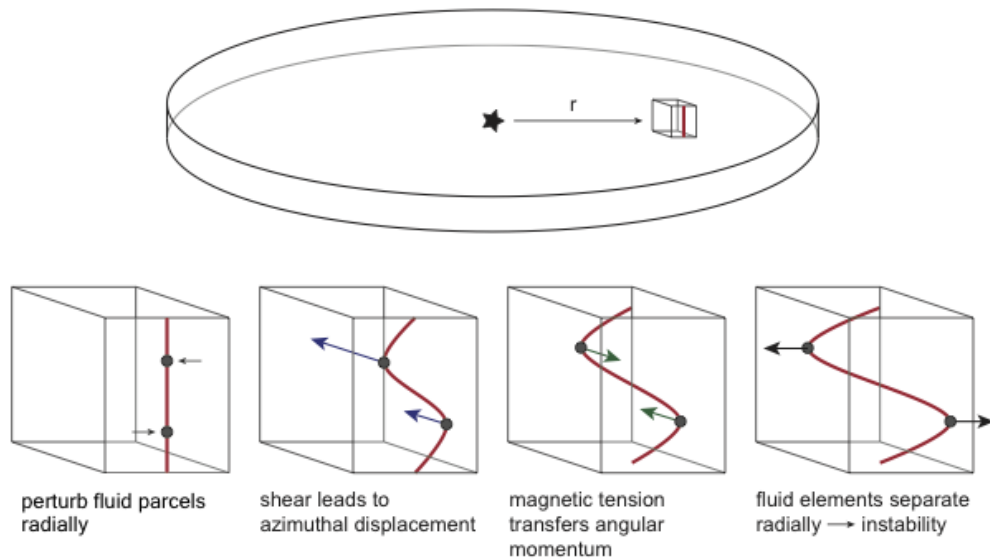 r
perturb fluid parcels
radially
shear leads to
azimuthal displacement
magnetic tension
transfers angular
momentum
fluid elements separate
radially → instability